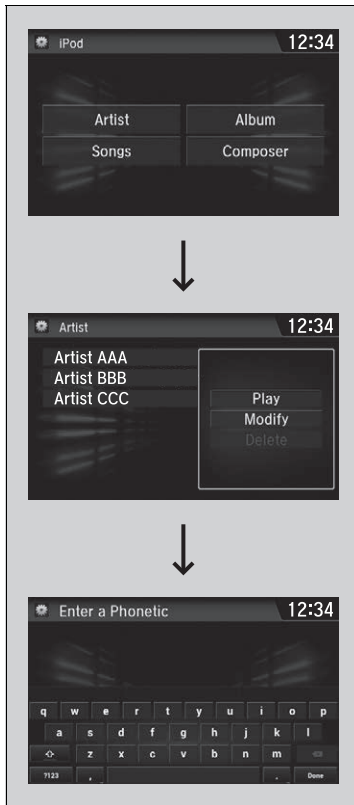 iPod 12:34
Artist Album
Songs Composer
Artist 12:34
Artist AAA
Artist BBB
Artist CCC
Play
Modify
Delete
Enter a Phonetic 12:34
q w e r t y u i o p
a s d f g h j k l
z x c v b n m
?123 , . Done